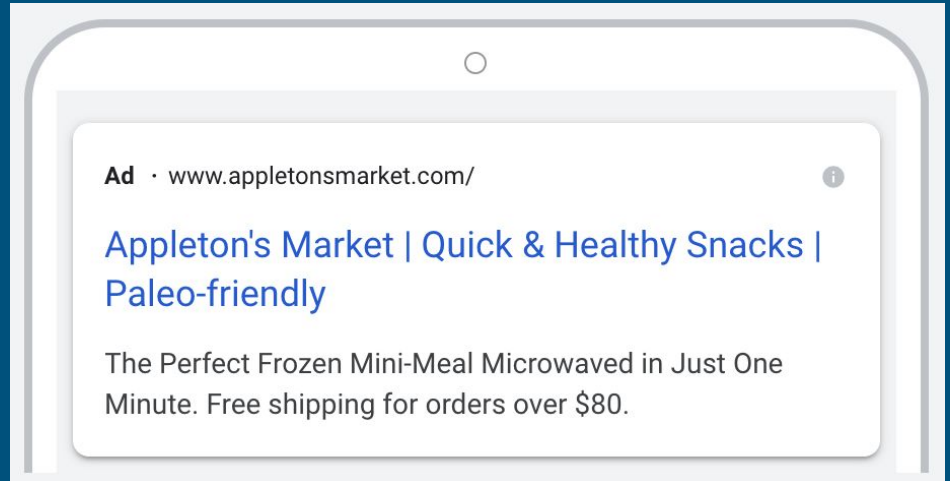 Ad · www.appletonsmarket.com/
Appleton's Market | Quick & Healthy Snacks |
Paleo-friendly
The Perfect Frozen Mini-Meal Microwaved in Just One
Minute. Free shipping for orders over $80.